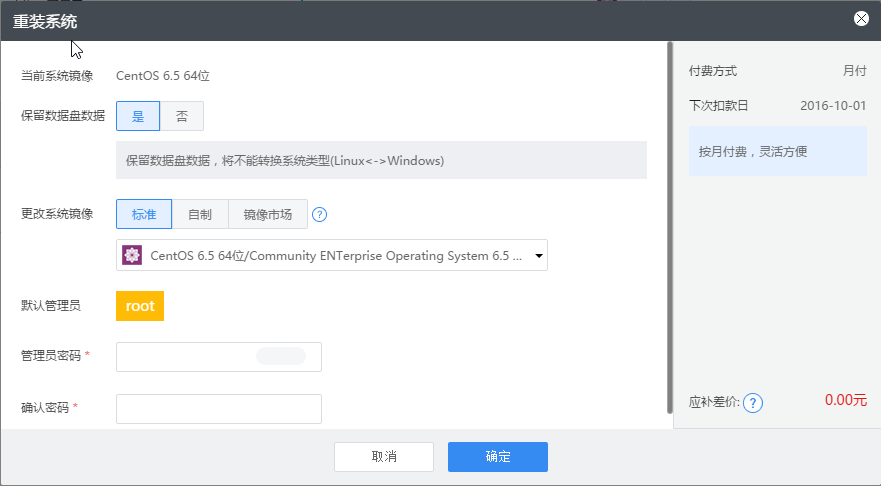 重装系统
当前系统镜像 CentOS 6.5 64位
保留数据盘数据 是 否
保留数据盘数据，将不能转换系统类型(Linux<->Windows)
更改系统镜像 标准 自制 镜像市场 ?
CentOS 6.5 64位/Community ENTerprise Operating System 6.5 ...
默认管理员 root
管理员密码 *
确认密码 *
付费方式 月付
下次扣款日 2016-10-01
按月付费，灵活方便
应补差价: ? 0.00元
取消 确定